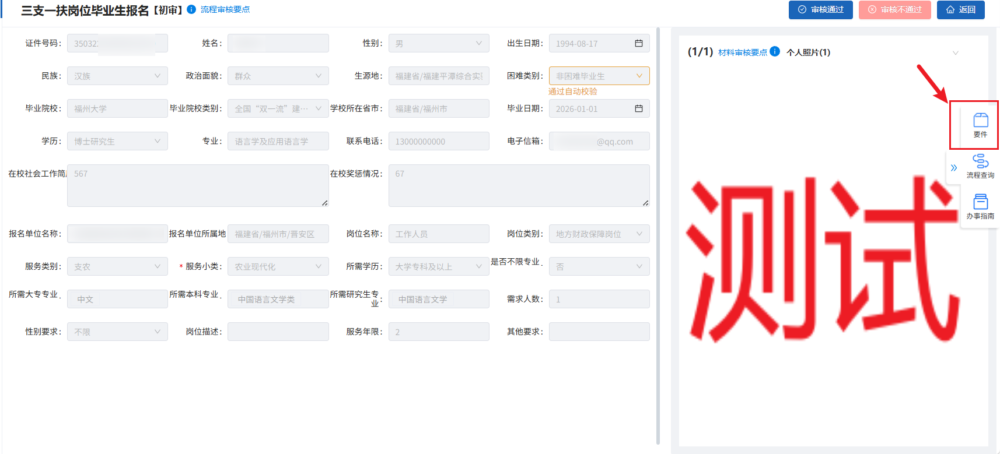 三支一扶岗位毕业生报名【初审】 流程审核要点 审核通过 审核不通过 返回
证件号码： 35032 姓名： 性别： 男 出生日期： 1994-08-17
民族： 汉族 政治面貌： 群众 生源地： 福建省/福建平潭综合实 困难类别： 非困难毕业生
通过自动校验
毕业院校： 福州大学 毕业院校类别： 全国“双一流”建··· 学校所在省市： 福建省/福州市 毕业日期： 2026-01-01
学历： 博士研究生 专业： 语言学及应用语言学 联系电话： 13000000000 电子信箱： @qq.com
在校社会工作简 567 在校奖惩情况： 67
报名单位名称： 报名单位所属地 福建省/福州市/晋安区 岗位名称： 工作人员 岗位类别： 地方财政保障岗位
服务类别： 支农 * 服务小类： 农业现代化 所需学历： 大学专科及以上 是否不限专业 否
所需大专专业 中文 所需本科专业 中国语言文学类 所需研究生专业： 中国语言文学 需求人数： 1
性别要求： 不限 岗位描述： 服务年限： 2 其他要求：
(1/1) 材料审核要点 个人照片(1)
要件
流程查询
办事指南
测试